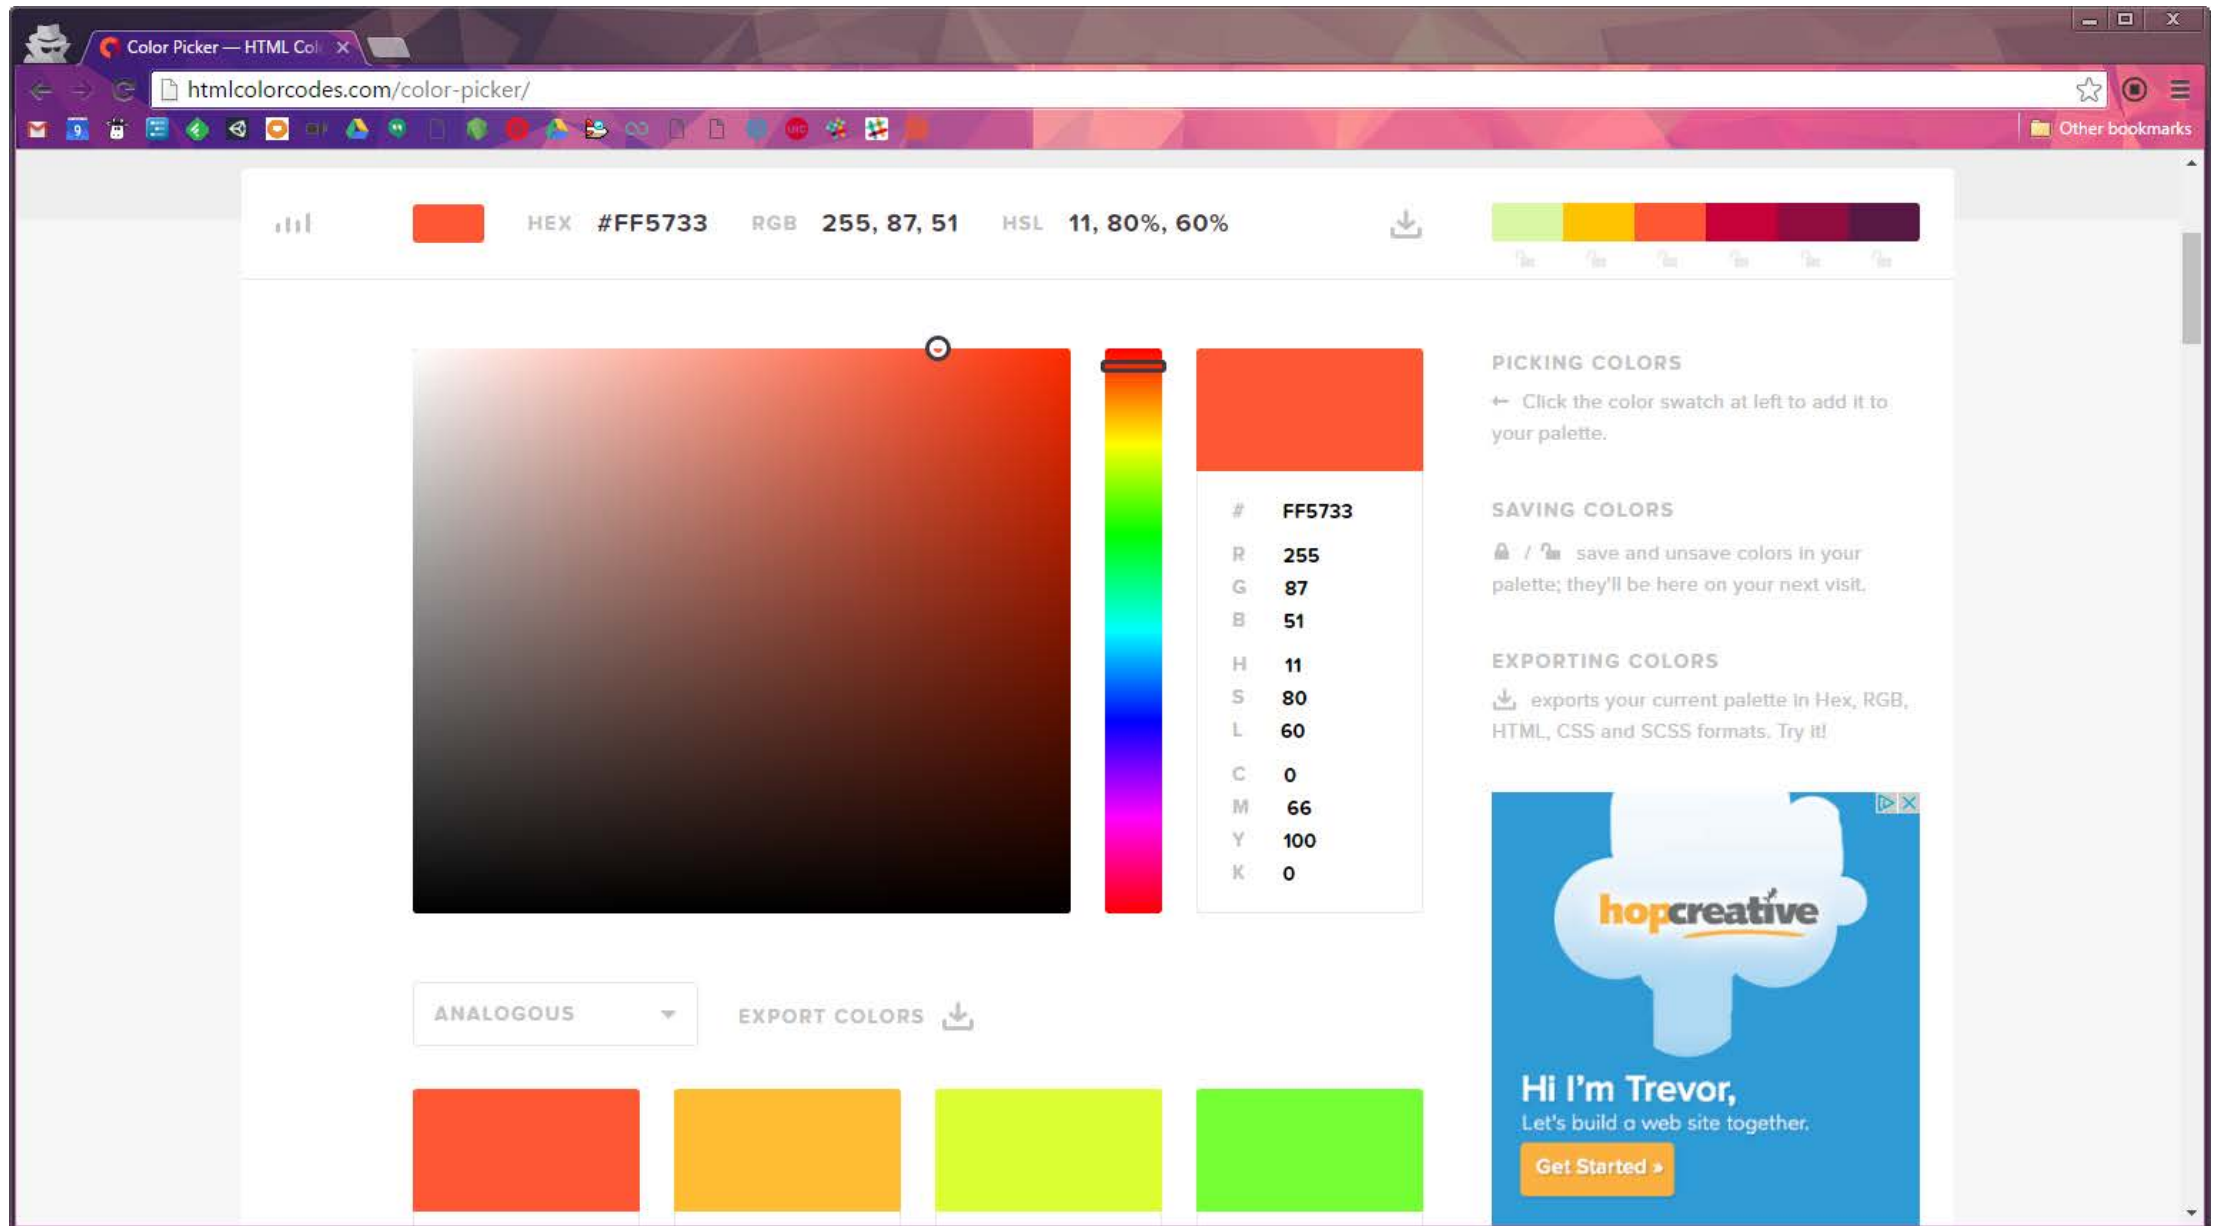 Color Picker — HTML Col
htmlcolorcodes.com/color-picker/
9
UIC
Other bookmarks
HEX #FF5733 RGB 255, 87, 51 HSL 11, 80%, 60%
PICKING COLORS
← Click the color swatch at left to add it to
your palette.
# FF5733
R 255
G 87
B 51
H 11
S 80
L 60
C 0
M 66
Y 100
K 0
SAVING COLORS
/ save and unsave colors in your
palette; they'll be here on your next visit.
EXPORTING COLORS
exports your current palette in Hex, RGB,
HTML, CSS and SCSS formats. Try it!
ANALOGOUS
EXPORT COLORS
hopcreative
Hi I'm Trevor,
Let's build a web site together.
Get Started »